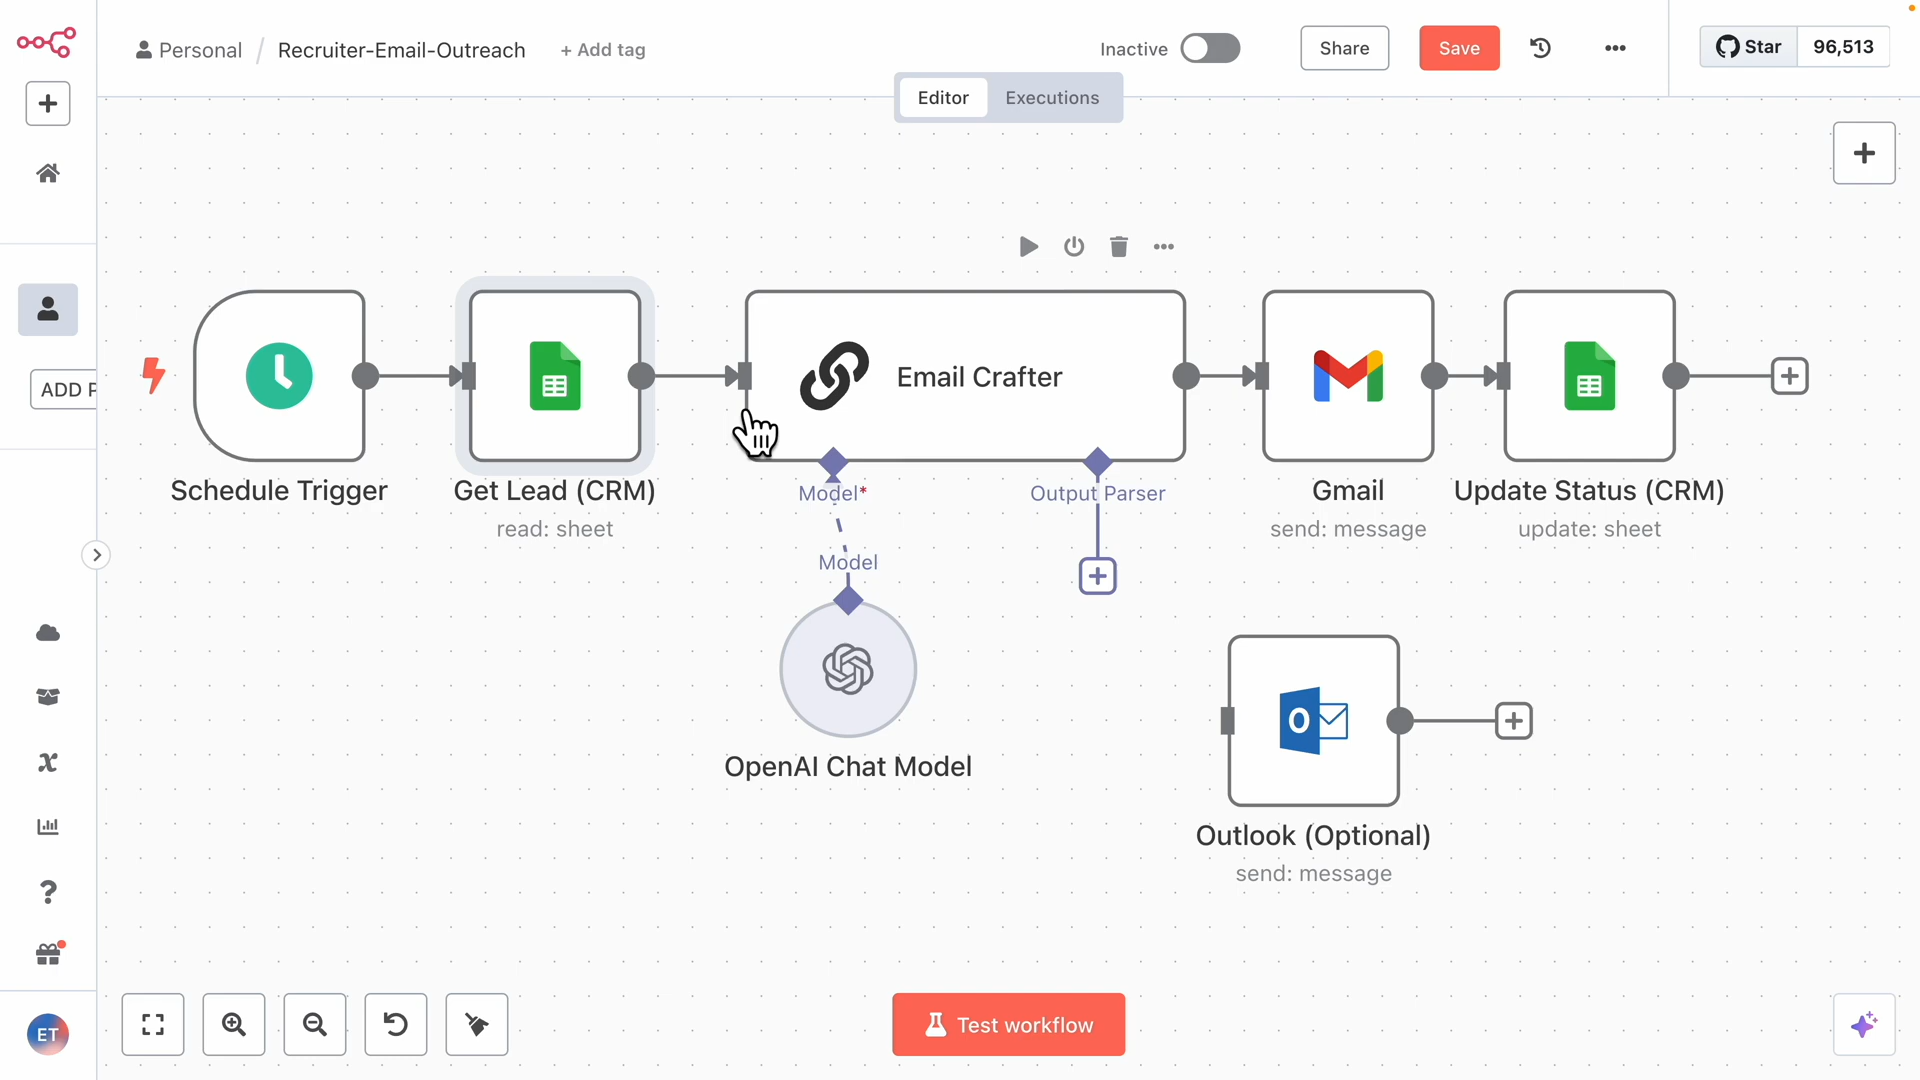 Personal / Recruiter-Email-Outreach + Add tag
Inactive
Share
Save
Star 96,513
Editor Executions
ADD P
Email Crafter
Schedule Trigger
Get Lead (CRM)
read: sheet
Model*
Output Parser
Gmail
send: message
Update Status (CRM)
update: sheet
Model
OpenAI Chat Model
Outlook (Optional)
send: message
ET
Test workflow